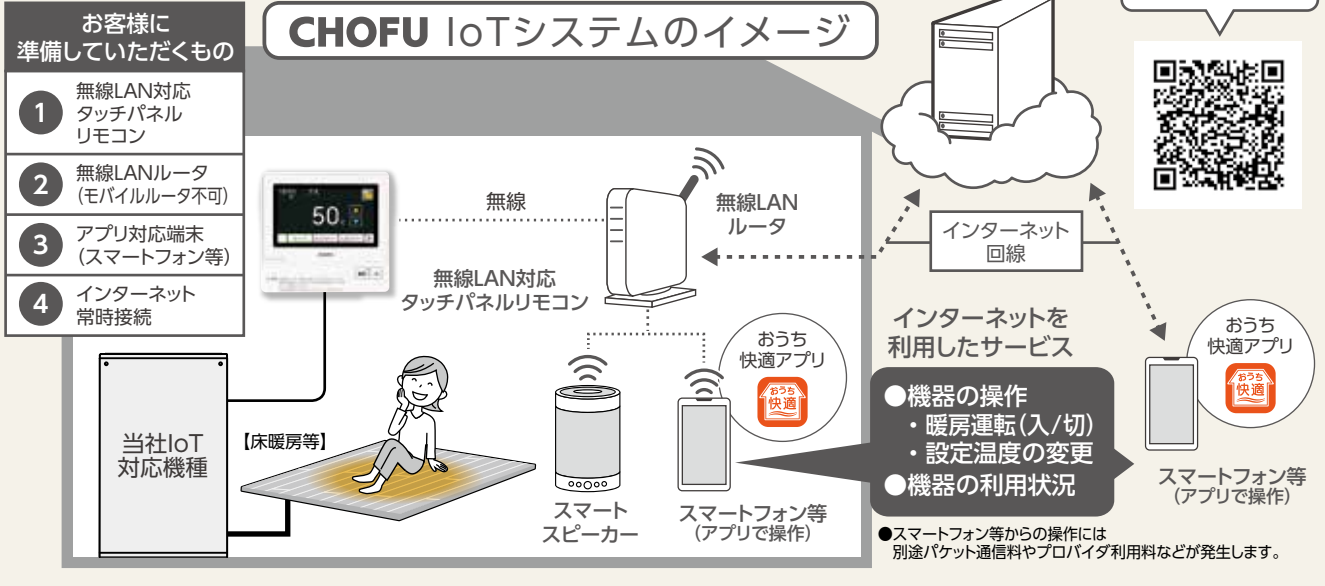 お客様に
準備していただくもの
1
無線LAN対応
タッチパネル
リモコン
2
無線LANルータ
(モバイルルータ不可)
3
アプリ対応端末
(スマートフォン等)
4
インターネット
常時接続
CHOFU IoTシステムのイメージ
50
無線
無線LAN
ルータ
無線LAN対応
タッチパネルリモコン
インターネット
回線
当社IoT
対応機種
【床暖房等】
スマート
スピーカー
おうち
快適アプリ
おうち
快適
スマートフォン等
(アプリで操作)
インターネットを
利用したサービス
●機器の操作
・暖房運転(入/切)
・設定温度の変更
●機器の利用状況
おうち
快適アプリ
おうち
快適
スマートフォン等
(アプリで操作)
●スマートフォン等からの操作には
別途パケット通信料やプロバイダ利用料などが発生します。